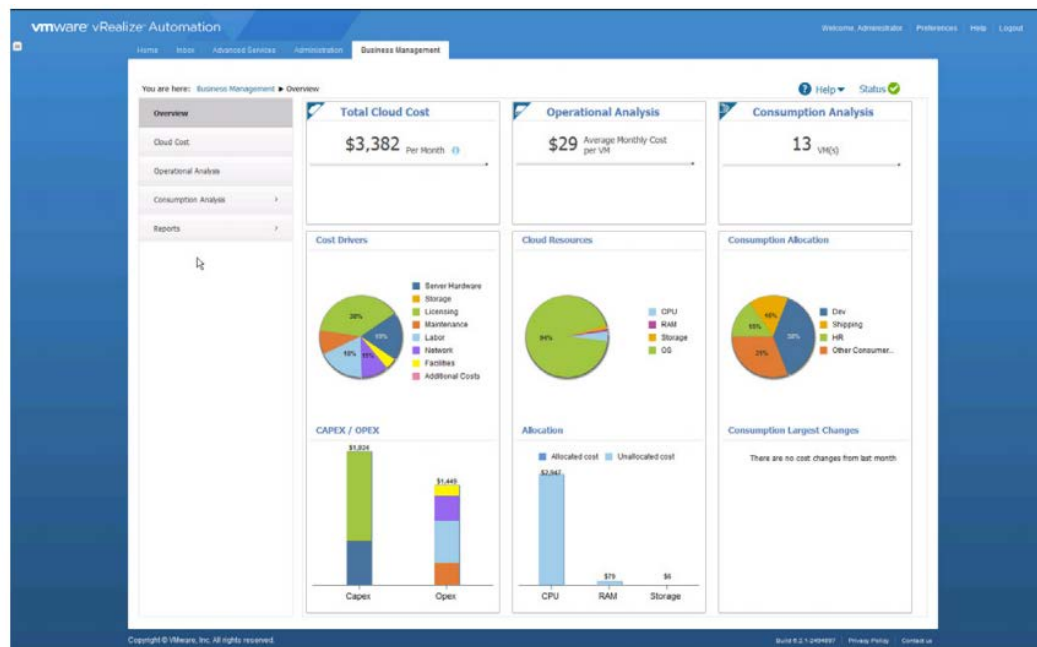 vmware vRealize Automation
Welcome, Administrator Preferences Help Logout
Home Inbox Advanced Services Administration Business Management
You are here: Business Management ▶ Overview
Help Status
Overview
Cloud Cost
Operational Analysis
Consumption Analysis
Reports
Total Cloud Cost
$3,382 Per Month
Operational Analysis
$29 Average Monthly Cost
per VM
Consumption Analysis
13 VM(s)
Cost Drivers
Server Hardware
Storage
Licensing
Maintenance
Labor
Network
Facilities
Additional Costs
Cloud Resources
94%
CPU
RAM
Storage
OS
Consumption Allocation
Dev
Shipping
HR
Other Consumer...
CAPEX / OPEX
Capex
Opex
Allocation
Allocated cost Unallocated cost
$2,947
$79
$6
CPU
RAM
Storage
Consumption Largest Changes
There are no cost changes from last month
Copyright © VMware, Inc. All rights reserved.
Privacy Policy
Contact us